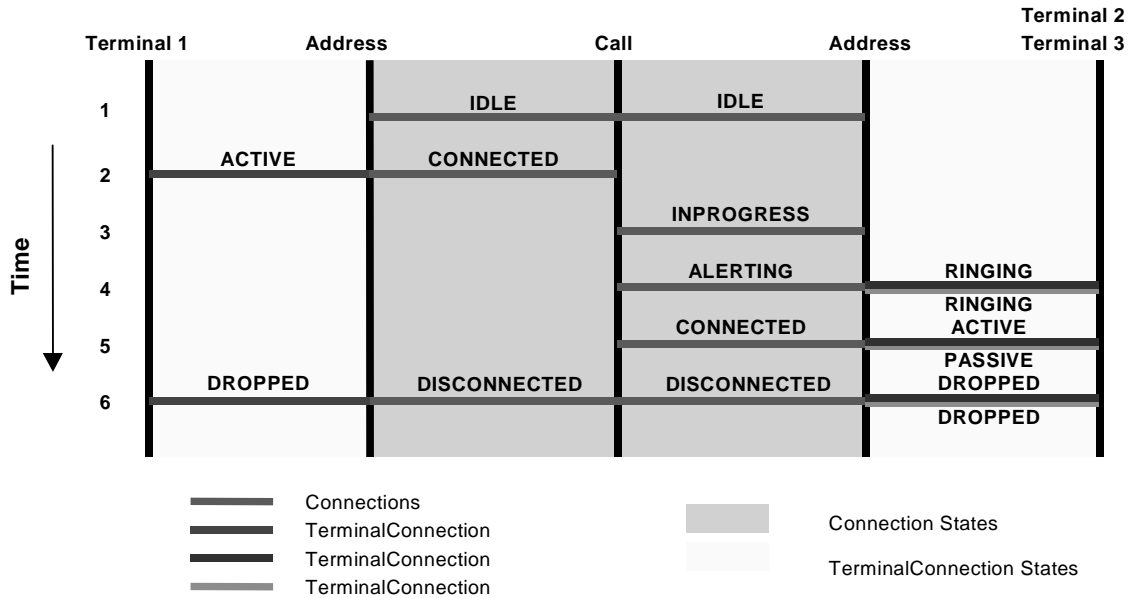 Terminal 2
Terminal 1 Address Call Address Terminal 3
1 IDLE IDLE
2 ACTIVE CONNECTED
3 INPROGRESS
4 ALERTING RINGING
RINGING
5 CONNECTED ACTIVE
PASSIVE
6 DROPPED DISCONNECTED DISCONNECTED DROPPED
DROPPED
Time
Connections
TerminalConnection
TerminalConnection
TerminalConnection
Connection States
TerminalConnection States